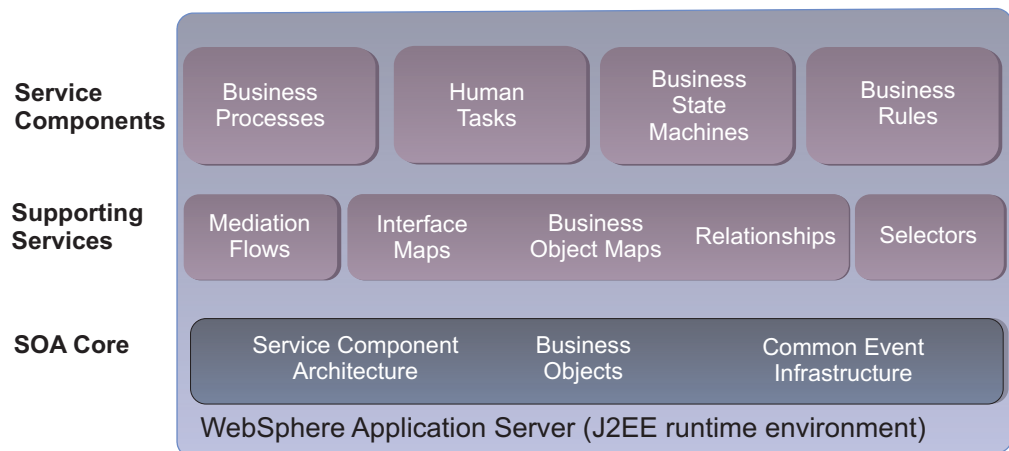 Service
Components
Business
Processes
Human
Tasks
Business
State
Machines
Business
Rules
Supporting
Services
Mediation
Flows
Interface
Maps
Business
Object Maps
Relationships
Selectors
SOA Core
Service Component
Architecture
Business
Objects
Common Event
Infrastructure
WebSphere Application Server (J2EE runtime environment)